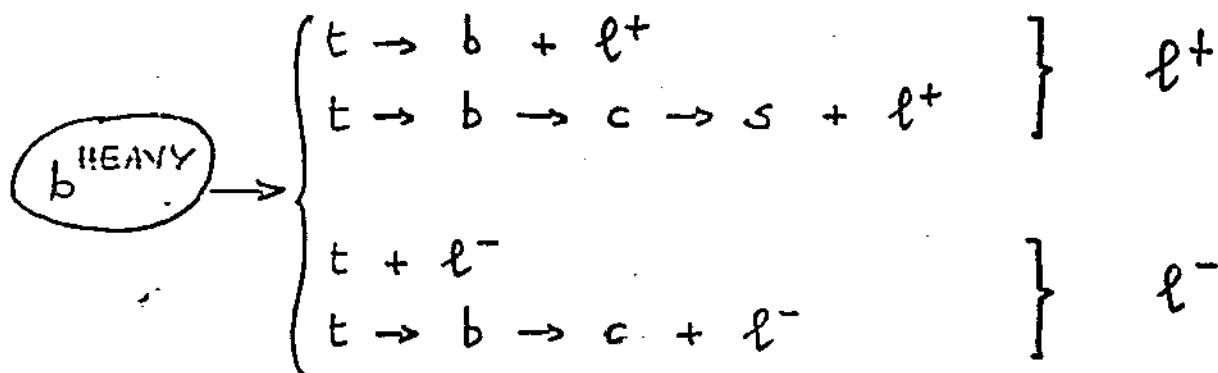 t → b + ℓ+ } ℓ+
t → b → c → s + ℓ+
b HEAVY → {
t + ℓ- } ℓ-
t → b → c + ℓ-